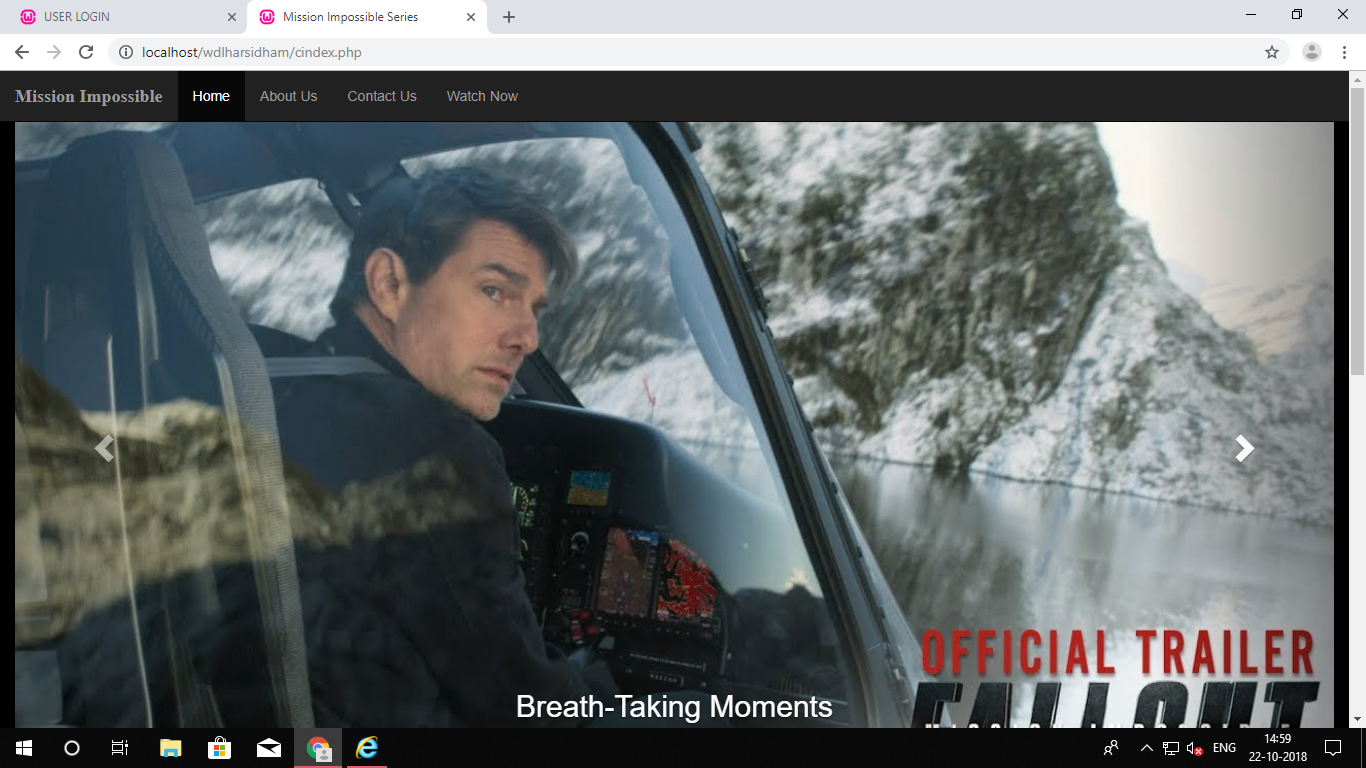 USER LOGIN
Mission Impossible Series
localhost/wdlharsidham/cindex.php
Mission Impossible
Home
About Us
Contact Us
Watch Now
OFFICIAL TRAILER
FALLOUT
Breath-Taking Moments
ENG
14:59
22-10-2018